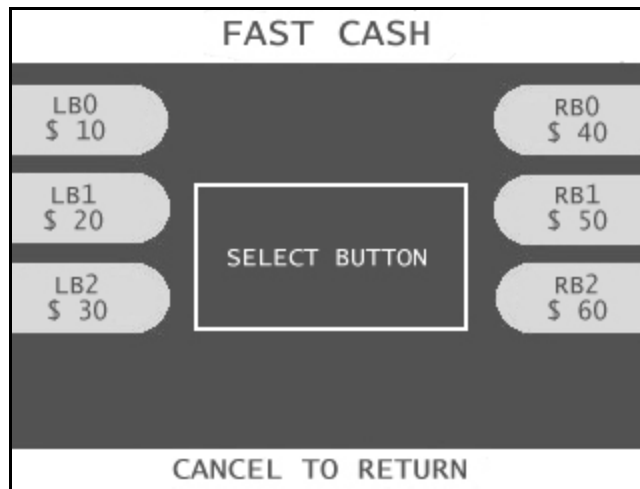 FAST CASH
LB0
$ 10
RB0
$ 40
LB1
$ 20
RB1
$ 50
SELECT BUTTON
LB2
$ 30
RB2
$ 60
CANCEL TO RETURN